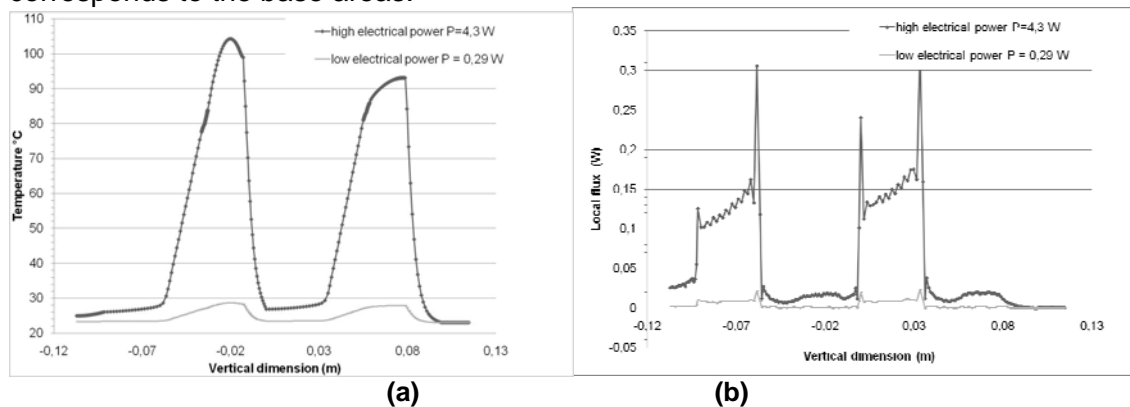 corresponds to the base areas.
110
100
90
80
70
60
50
40
30
20
-0,12
-0,07
-0,02
0,03
0,08
0,13
Temperature °C
Vertical dimension (m)
high electrical power P=4,3 W
low electrical power P = 0,29 W
(a)
0,35
0,3
0,25
0,2
0,15
0,1
0,05
0
-0,05
-0,12
-0,07
-0,02
0,03
0,08
0,13
Local flux (W)
Vertical dimension (m)
high electrical power P=4,3 W
low electrical power P = 0,29 W
(b)